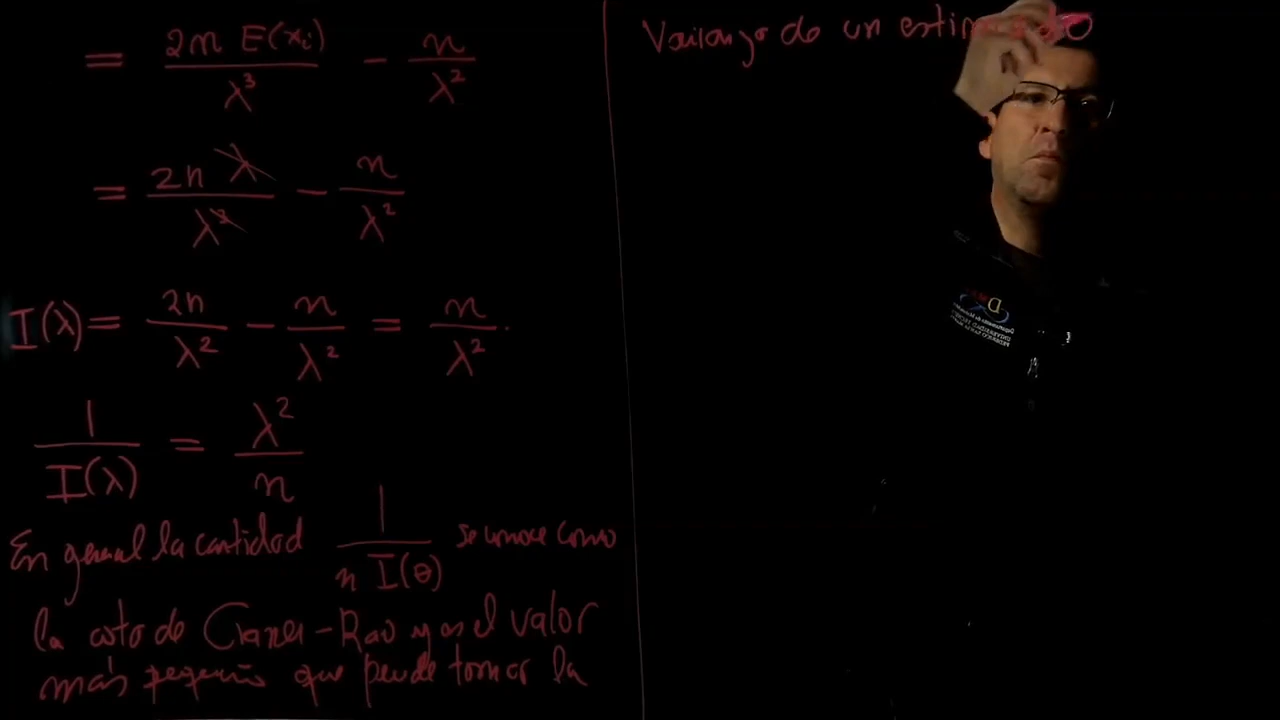 = 2n E(xᵢ) / λ³ - n / λ²
= 2n λ / λ³ - n / λ²
I(λ) = 2n / λ² - n / λ² = n / λ².
1 / I(λ) = λ² / n
En general la cantidad 1 / n I(θ) se conoce como
la cota de Cramer-Rao y es el valor
más pequeño que puede tomar la
Varianza de un estimado